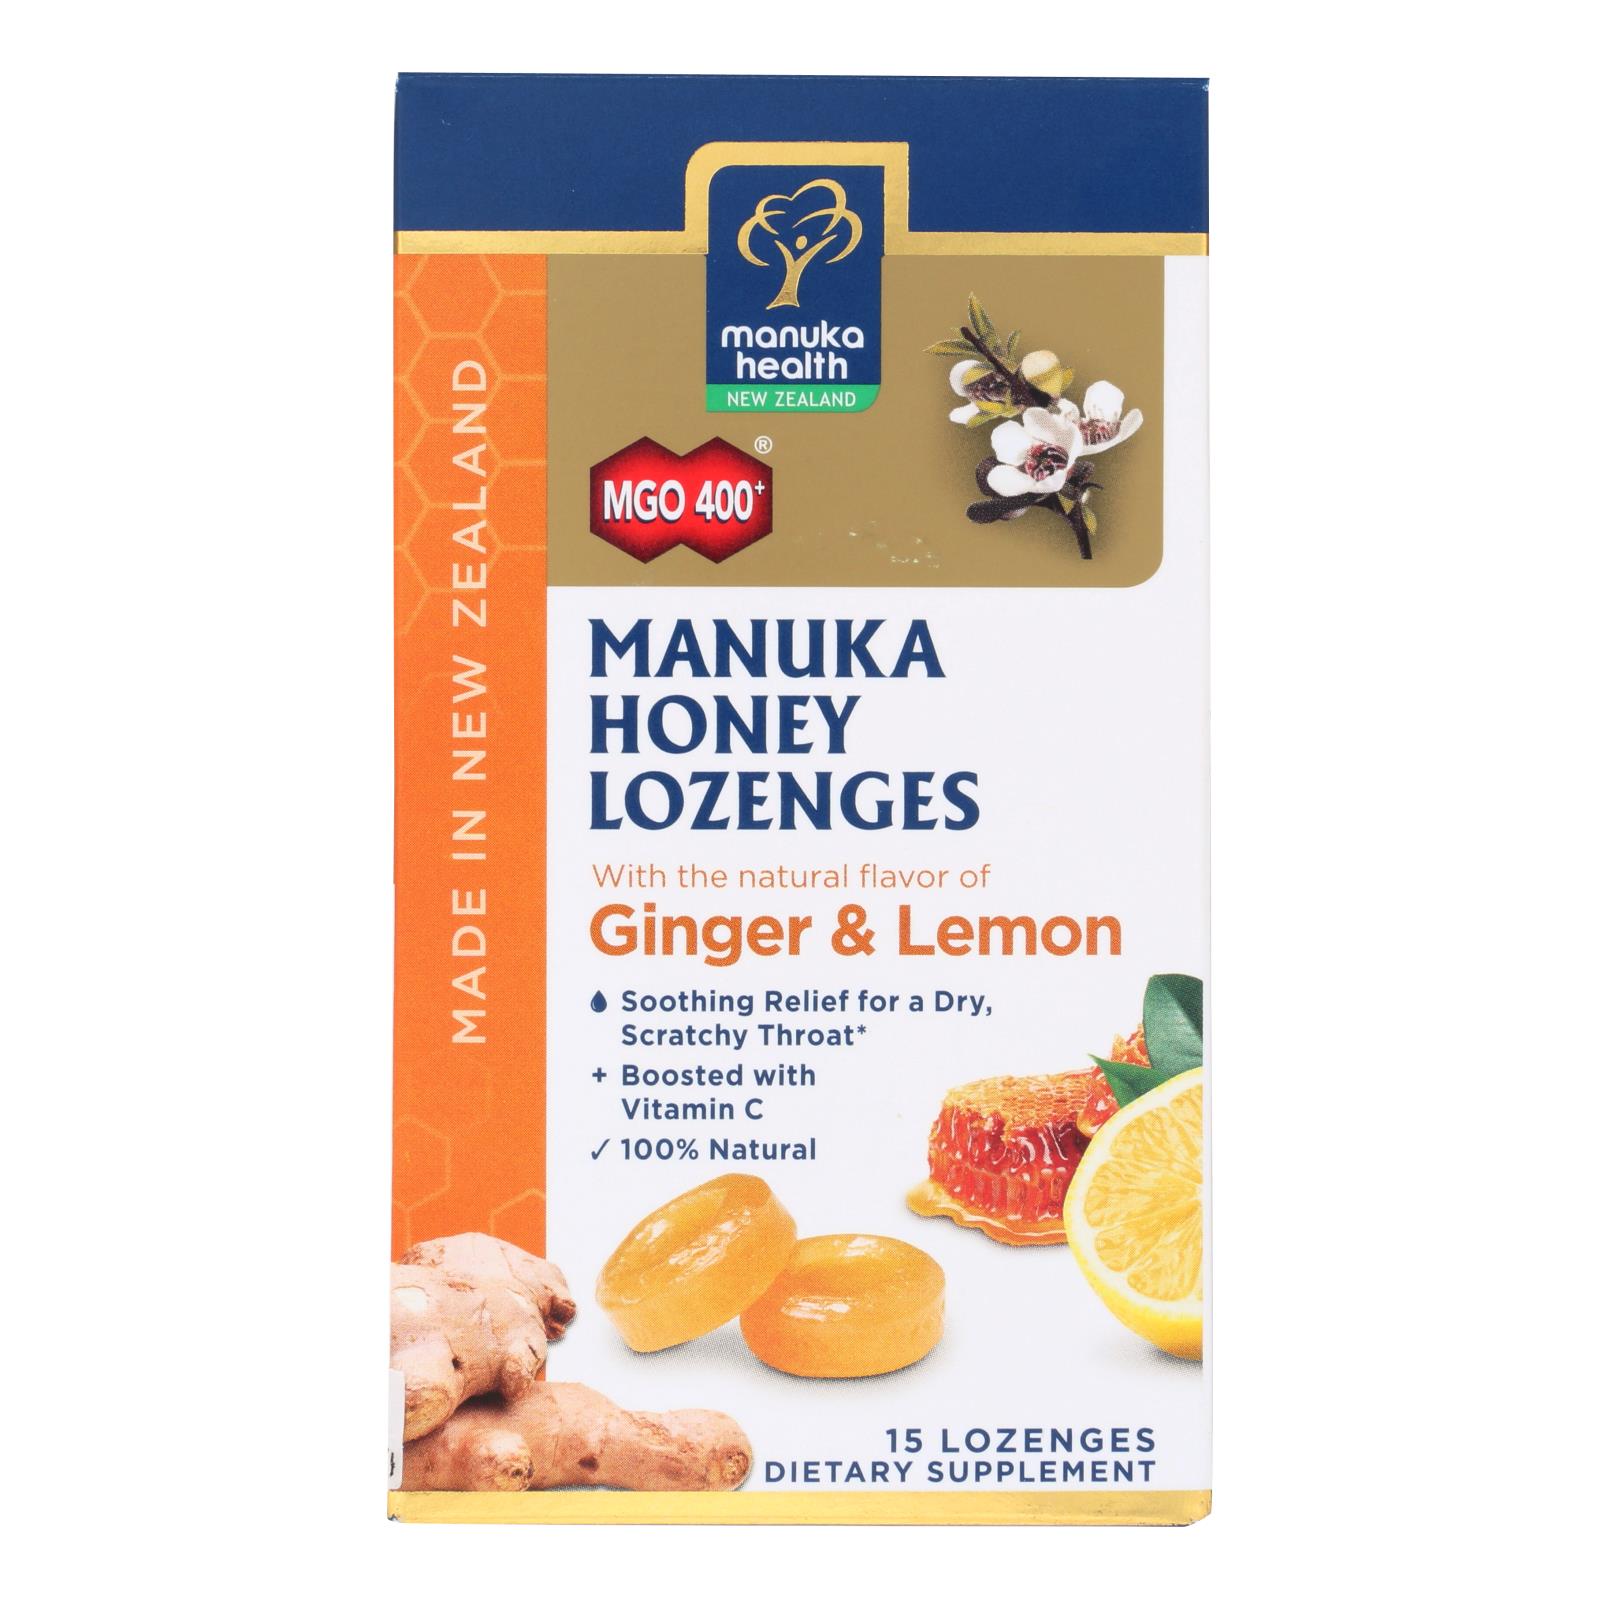 manuka
health
NEW ZEALAND
MGO 400+
®
MADE IN NEW ZEALAND
MANUKA
HONEY
LOZENGES
With the natural flavor of
Ginger & Lemon
Soothing Relief for a Dry,
Scratchy Throat*
+ Boosted with
Vitamin C
✓ 100% Natural
15 LOZENGES
DIETARY SUPPLEMENT